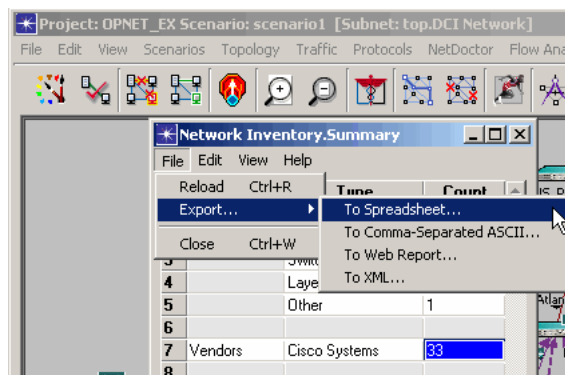 Project: OPNET_EX Scenario: scenario1 [Subnet: top.DCI Network]
File Edit View Scenarios Topology Traffic Protocols NetDoctor Flow Ana
Network Inventory.Summary
File Edit View Help
Reload Ctrl+R
Type Count
Export...
To Spreadsheet...
To Comma-Separated ASCII...
Close Ctrl+W
To Web Report...
To XML...
4 Laye
5 Other 1
Atlan
6
7 Vendors Cisco Systems 33
8